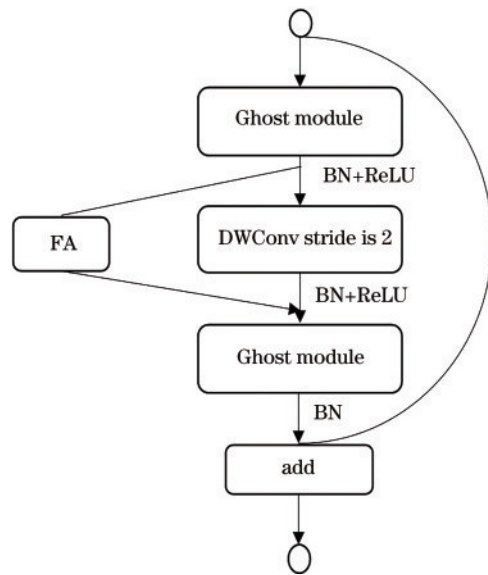 Ghost module
BN+ReLU
FA
DWConv stride is 2
BN+ReLU
Ghost module
BN
add